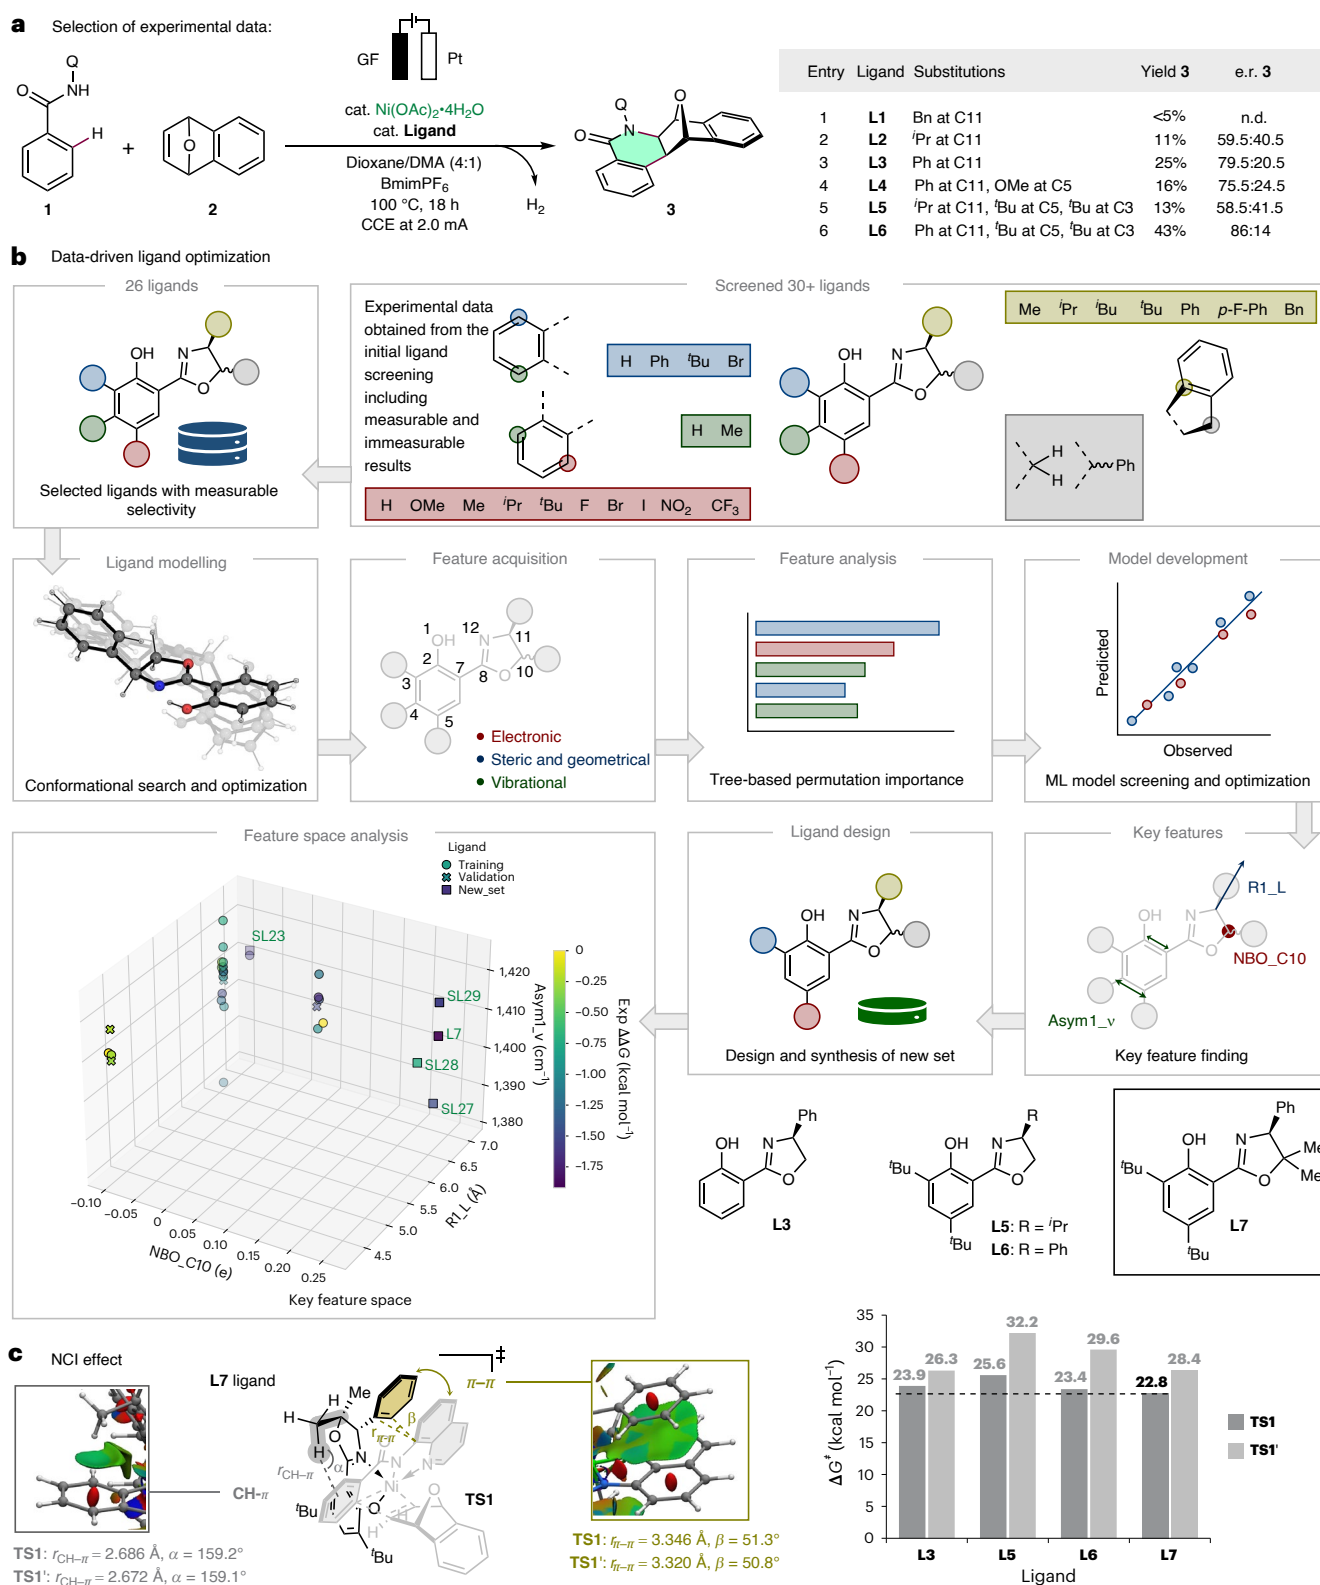 a Selection of experimental data:
Q
NH
O
H
1
+
O
2
GF
Pt
cat. Ni(OAc)2•4H2O
cat. Ligand
Dioxane/DMA (4:1)
BmimPF6
100 °C, 18 h
CCE at 2.0 mA
H2
Q
O
N
O
3
Entry Ligand Substitutions Yield 3 e.r. 3
1 L1 Bn at C11 <5% n.d.
2 L2 iPr at C11 11% 59.5:40.5
3 L3 Ph at C11 25% 79.5:20.5
4 L4 Ph at C11, OMe at C5 16% 75.5:24.5
5 L5 iPr at C11, tBu at C5, tBu at C3 13% 58.5:41.5
6 L6 Ph at C11, tBu at C5, tBu at C3 43% 86:14
b Data-driven ligand optimization
26 ligands
OH
N
O
Selected ligands with measurable
selectivity
Screened 30+ ligands
Experimental data
obtained from the
initial ligand
screening
including
measurable and
immeasurable
results
H Ph tBu Br
H Me
H OMe Me iPr tBu F Br I NO2 CF3
OH
N
O
Me iPr iBu tBu Ph p-F-Ph Bn
H
H
Ph
Ligand modelling
Conformational search and optimization
Feature acquisition
1
OH
12
N
11
2
7
8
O
10
3
4
5
• Electronic
• Steric and geometrical
• Vibrational
Feature analysis
Tree-based permutation importance
Model development
Predicted
Observed
ML model screening and optimization
Feature space analysis
Ligand
Training
Validation
New_set
SL23
SL29
L7
SL28
SL27
1,420
1,410
1,400
1,390
1,380
Asym1_v (cm−1)
7.0
6.5
6.0
5.5
5.0
4.5
R1_L (Å)
−0.10
−0.05
0
0.05
0.10
0.15
0.20
0.25
NBO_C10 (e)
Key feature space
0
−0.25
−0.50
−0.75
−1.00
−1.25
−1.50
−1.75
Exp ΔΔG (kcal mol−1)
Ligand design
OH
N
O
Design and synthesis of new set
Key features
R1_L
OH
N
O
NBO_C10
Asym1_ν
Key feature finding
Ph
OH
N
O
L3
R
OH
N
O
tBu
tBu
L5: R = iPr
L6: R = Ph
Ph
OH
N
Me
Me
O
tBu
tBu
L7
c NCI effect
L7 ligand
CH-π
TS1: rCH–π = 2.686 Å, α = 159.2°
TS1': rCH–π = 2.672 Å, α = 159.1°
‡
π–π
Me
H
H
H
O
N
β
rπ-π
O
N
N
α
rCH–π
Ni
O
O
H
H
tBu
tBu
TS1
TS1: rπ–π = 3.346 Å, β = 51.3°
TS1': rπ–π = 3.320 Å, β = 50.8°
ΔG‡ (kcal mol−1)
35
30
25
20
15
10
5
0
23.9
26.3
25.6
32.2
23.4
29.6
22.8
28.4
L3
L5
L6
L7
Ligand
TS1
TS1'